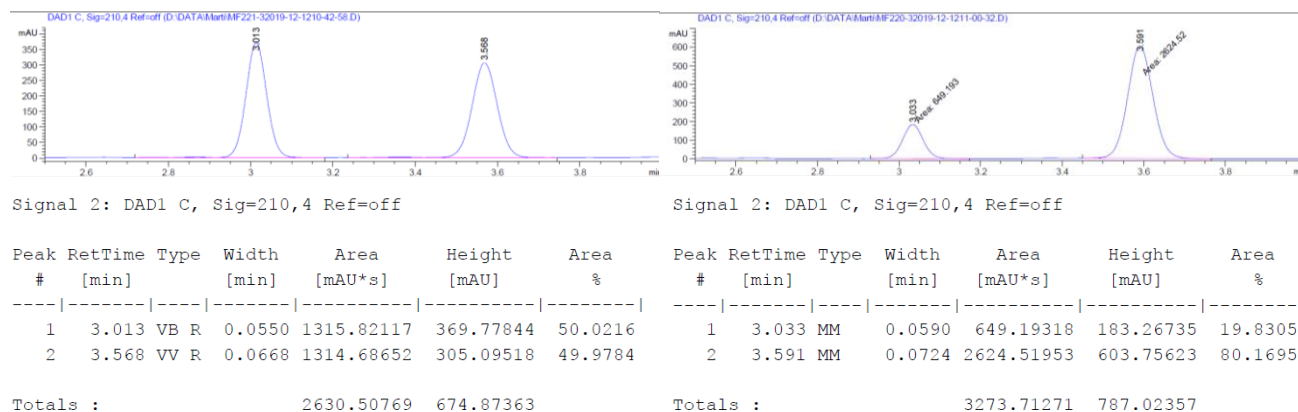 DAD1 C, Sig=210,4 Ref=off (D:\DATA\Marti\MF221-32019-12-1210-42-58.D)
mAU
350
300
250
200
150
100
50
0
3.013
3.568
2.6 2.8 3 3.2 3.4 3.6 3.8 min
Signal 2: DAD1 C, Sig=210,4 Ref=off
Peak RetTime Type Width Area Height Area
# [min] [min] [mAU*s] [mAU] %
----|-------|----|-------|----------|----------|--------|
1 3.013 VB R 0.0550 1315.82117 369.77844 50.0216
2 3.568 VV R 0.0668 1314.68652 305.09518 49.9784
Totals : 2630.50769 674.87363
DAD1 C, Sig=210,4 Ref=off (D:\DATA\Marti\MF220-32019-12-1211-00-32.D)
mAU
600
500
400
300
200
100
0
3.033
Area: 649.193
3.591
Area: 2624.52
2.6 2.8 3 3.2 3.4 3.6 3.8
Signal 2: DAD1 C, Sig=210,4 Ref=off
Peak RetTime Type Width Area Height Area
# [min] [min] [mAU*s] [mAU] %
----|-------|----|-------|----------|----------|--------
1 3.033 MM 0.0590 649.19318 183.26735 19.8305
2 3.591 MM 0.0724 2624.51953 603.75623 80.1695
Totals : 3273.71271 787.02357